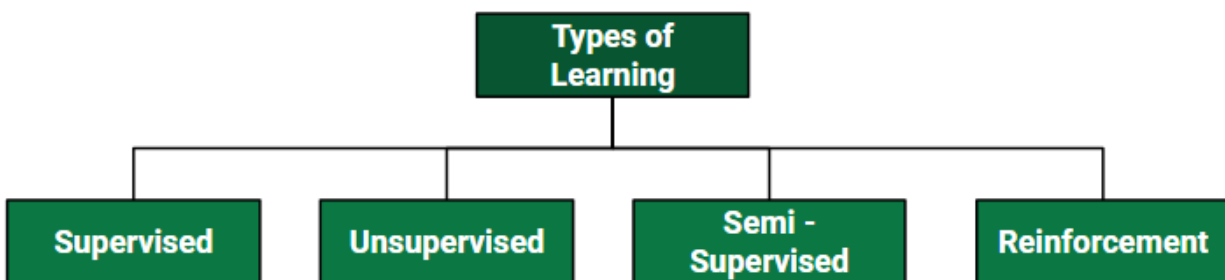 Types of
Learning
Supervised
Unsupervised
Semi -
Supervised
Reinforcement